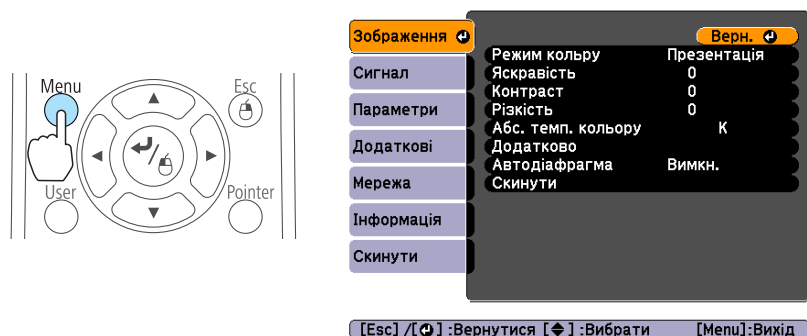 Menu
Esc
User
Pointer
Зображення
Сигнал
Параметри
Додаткові
Мережа
Інформація
Скинути
Верн.
Режим кольру Презентація
Яскравість 0
Контраст 0
Різкість 0
Абс. темп. кольору K
Додатково
Автодіафрагма Вимкн.
Скинути
[Esc] /[ ] :Вернутися [ ] :Вибрати [Menu]:Вихід